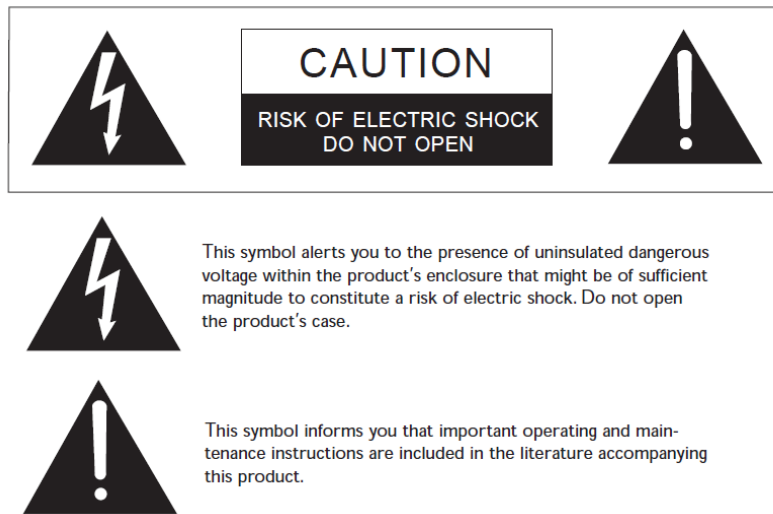 CAUTION
RISK OF ELECTRIC SHOCK
DO NOT OPEN
This symbol alerts you to the presence of uninsulated dangerous
voltage within the product's enclosure that might be of sufficient
magnitude to constitute a risk of electric shock. Do not open
the product's case.
This symbol informs you that important operating and main-
tenance instructions are included in the literature accompanying
this product.